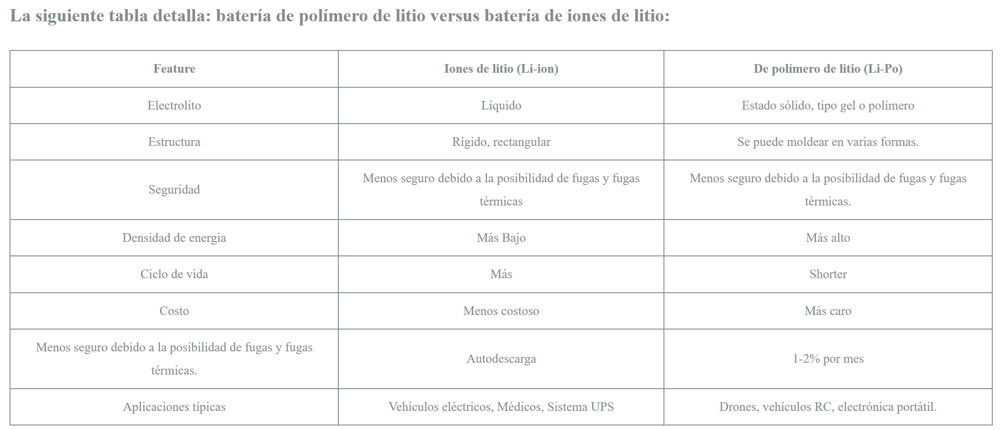 La siguiente tabla detalla: batería de polímero de litio versus batería de iones de litio:
Feature
Iones de litio (Li-ion)
De polímero de litio (Li-Po)
Electrolito
Líquido
Estado sólido, tipo gel o polímero
Estructura
Rígido, rectangular
Se puede moldear en varias formas.
Seguridad
Menos seguro debido a la posibilidad de fugas y fugas
térmicas
Menos seguro debido a la posibilidad de fugas y fugas
térmicas.
Densidad de energia
Más Bajo
Más alto
Ciclo de vida
Más
Shorter
Costo
Menos costoso
Más caro
Menos seguro debido a la posibilidad de fugas y fugas
térmicas.
Autodescarga
1-2% por mes
Aplicaciones típicas
Vehículos eléctricos, Médicos, Sistema UPS
Drones, vehículos RC, electrónica portátil.